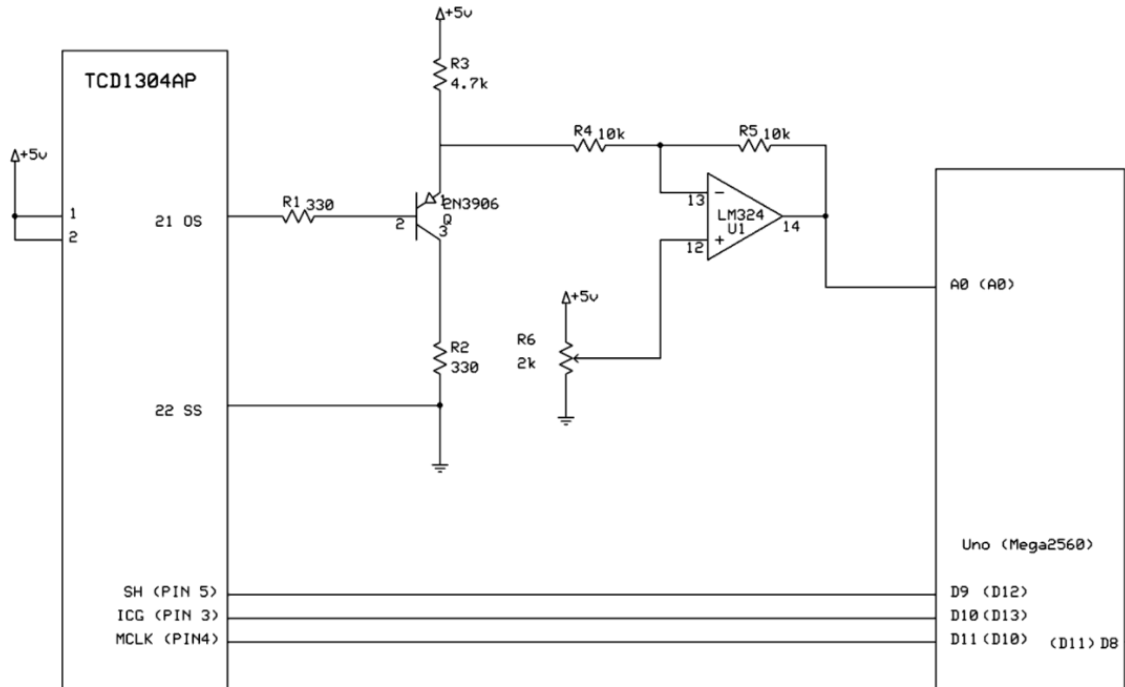 +5v
R3
4.7k
TCD1304AP
R4 10k
R5 10k
+5v
1
2
21 OS
R1 330
2
1
2N3906
Q
3
13
-
LM324
U1
14
12
+
A0 (A0)
+5v
R6
2k
R2
330
22 SS
Uno (Mega2560)
SH (PIN 5)
D9 (D12)
ICG (PIN 3)
D10(D13)
MCLK (PIN4)
D11(D10)
(D11) D8